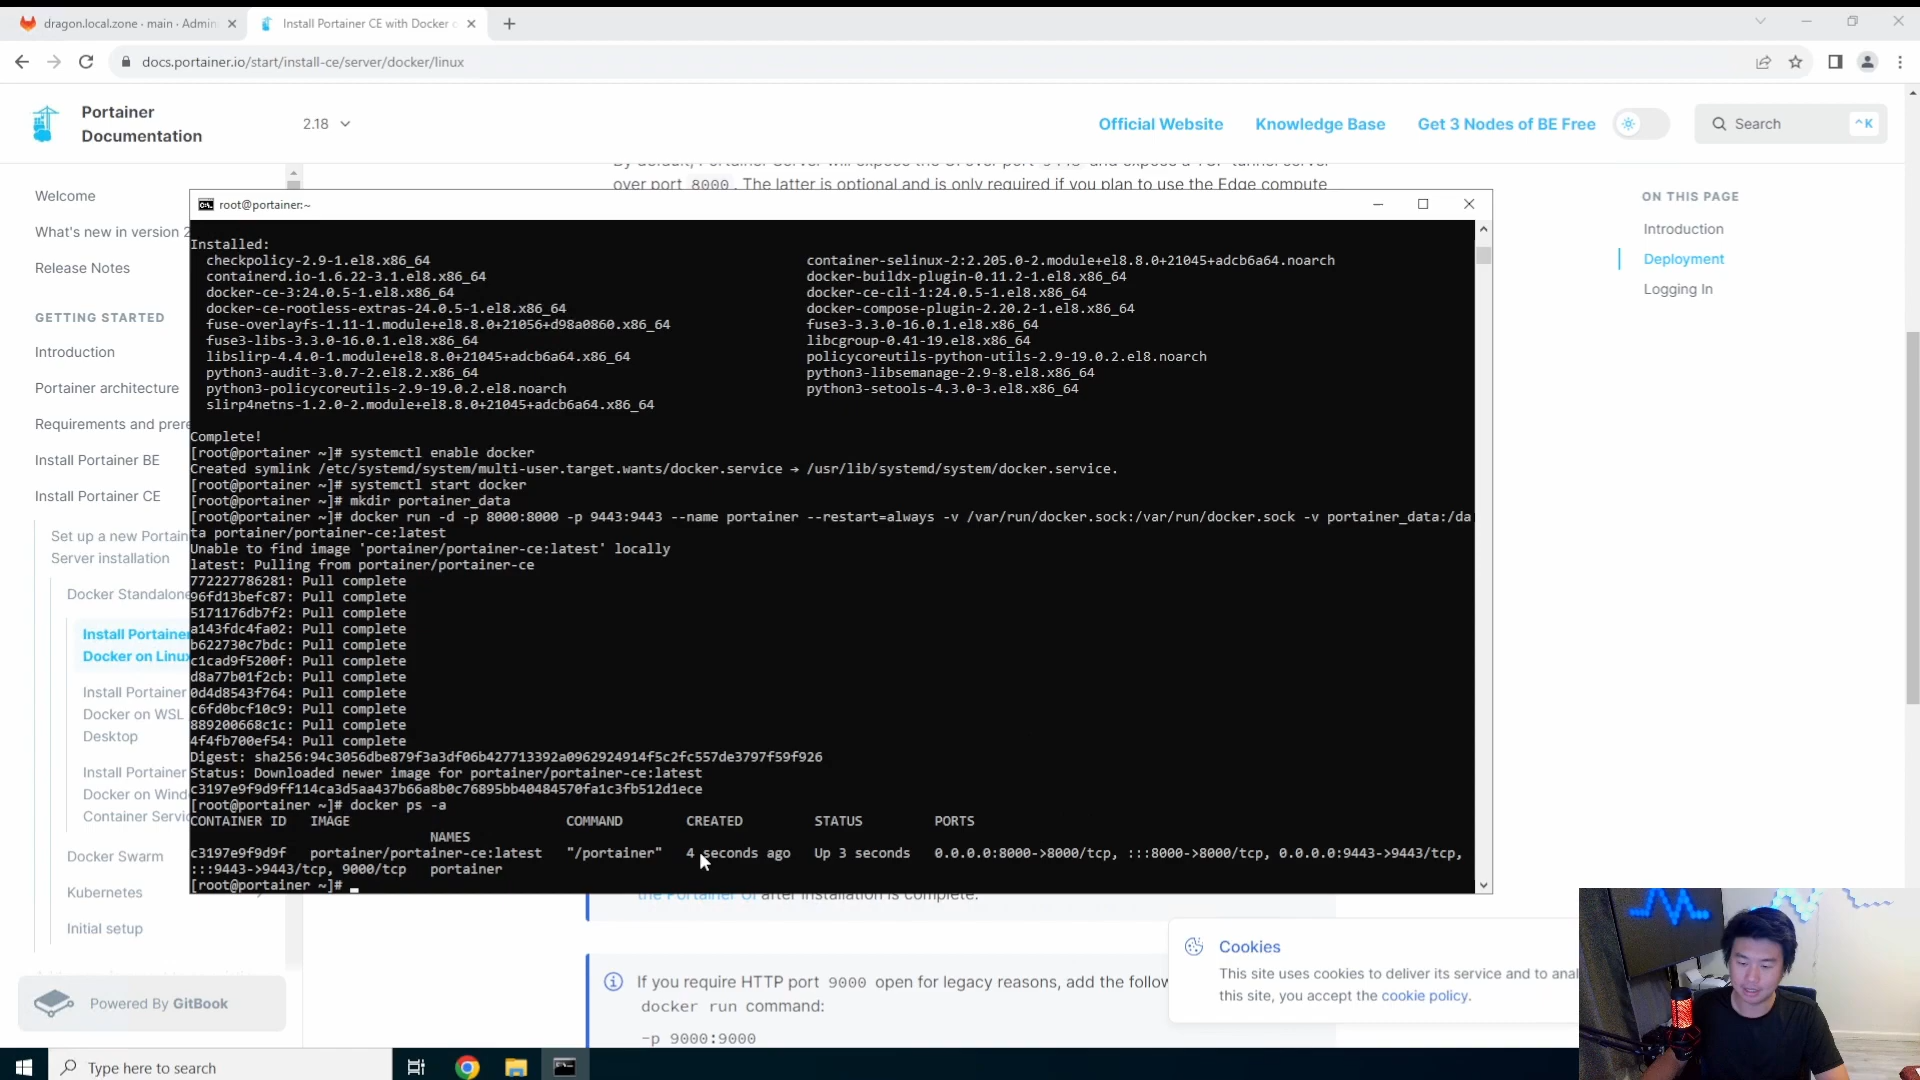 dragon.local.zone · main · Admin
Install Portainer CE with Docker o
docs.portainer.io/start/install-ce/server/docker/linux
Portainer
Documentation
2.18
Official Website
Knowledge Base
Get 3 Nodes of BE Free
Search
^K
over port 8000. The latter is optional and is only required if you plan to use the Edge compute
Welcome
What's new in version 2
Release Notes
GETTING STARTED
Introduction
Portainer architecture
Requirements and prere
Install Portainer BE
Install Portainer CE
Set up a new Portain
Server installation
Docker Standalone
Install Portainer
Docker on Linux
Install Portainer
Docker on WSL
Desktop
Install Portainer
Docker on Wind
Container Servic
Docker Swarm
Kubernetes
Initial setup
Powered By GitBook
root@portainer:~
Installed:
checkpolicy-2.9-1.el8.x86_64 container-selinux-2:2.205.0-2.module+el8.8.0+21045+adcb6a64.noarch
containerd.io-1.6.22-3.1.el8.x86_64 docker-buildx-plugin-0.11.2-1.el8.x86_64
docker-ce-3:24.0.5-1.el8.x86_64 docker-ce-cli-1:24.0.5-1.el8.x86_64
docker-ce-rootless-extras-24.0.5-1.el8.x86_64 docker-compose-plugin-2.20.2-1.el8.x86_64
fuse-overlayfs-1.11-1.module+el8.8.0+21056+d98a0860.x86_64 fuse3-3.3.0-16.0.1.el8.x86_64
fuse3-libs-3.3.0-16.0.1.el8.x86_64 libcgroup-0.41-19.el8.x86_64
libslirp-4.4.0-1.module+el8.8.0+21045+adcb6a64.x86_64 policycoreutils-python-utils-2.9-19.0.2.el8.noarch
python3-audit-3.0.7-2.el8.2.x86_64 python3-libsemanage-2.9-8.el8.x86_64
python3-policycoreutils-2.9-19.0.2.el8.noarch python3-setools-4.3.0-3.el8.x86_64
slirp4netns-1.2.0-2.module+el8.8.0+21045+adcb6a64.x86_64
Complete!
[root@portainer ~]# systemctl enable docker
Created symlink /etc/systemd/system/multi-user.target.wants/docker.service → /usr/lib/systemd/system/docker.service.
[root@portainer ~]# systemctl start docker
[root@portainer ~]# mkdir portainer_data
[root@portainer ~]# docker run -d -p 8000:8000 -p 9443:9443 --name portainer --restart=always -v /var/run/docker.sock:/var/run/docker.sock -v portainer_data:/da
ta portainer/portainer-ce:latest
Unable to find image 'portainer/portainer-ce:latest' locally
latest: Pulling from portainer/portainer-ce
772227786281: Pull complete
96fd13befc87: Pull complete
5171176db7f2: Pull complete
a143fdc4fa02: Pull complete
b622730c7bdc: Pull complete
c1cad9f5200f: Pull complete
d8a77b01f2cb: Pull complete
0d4d8543f764: Pull complete
c6fd0bcf10c9: Pull complete
889200668c1c: Pull complete
4f4fb700ef54: Pull complete
Digest: sha256:94c3056dbe879f3a3df06b427713392a0962924914f5c2fc557de3797f59f926
Status: Downloaded newer image for portainer/portainer-ce:latest
c3197e9f9d9ff114ca3d5aa437b66a8b0c76895bb40484570fa1c3fb512d1ece
[root@portainer ~]# docker ps -a
CONTAINER ID IMAGE COMMAND CREATED STATUS PORTS
NAMES
c3197e9f9d9f portainer/portainer-ce:latest "/portainer" 4 seconds ago Up 3 seconds 0.0.0.0:8000->8000/tcp, :::8000->8000/tcp, 0.0.0.0:9443->9443/tcp,
:::9443->9443/tcp, 9000/tcp portainer
[root@portainer ~]#
the Portainer UI after installation is complete.
If you require HTTP port 9000 open for legacy reasons, add the follow
docker run command:
-p 9000:9000
ON THIS PAGE
Introduction
Deployment
Logging In
Cookies
This site uses cookies to deliver its service and to anal
this site, you accept the cookie policy.
Type here to search